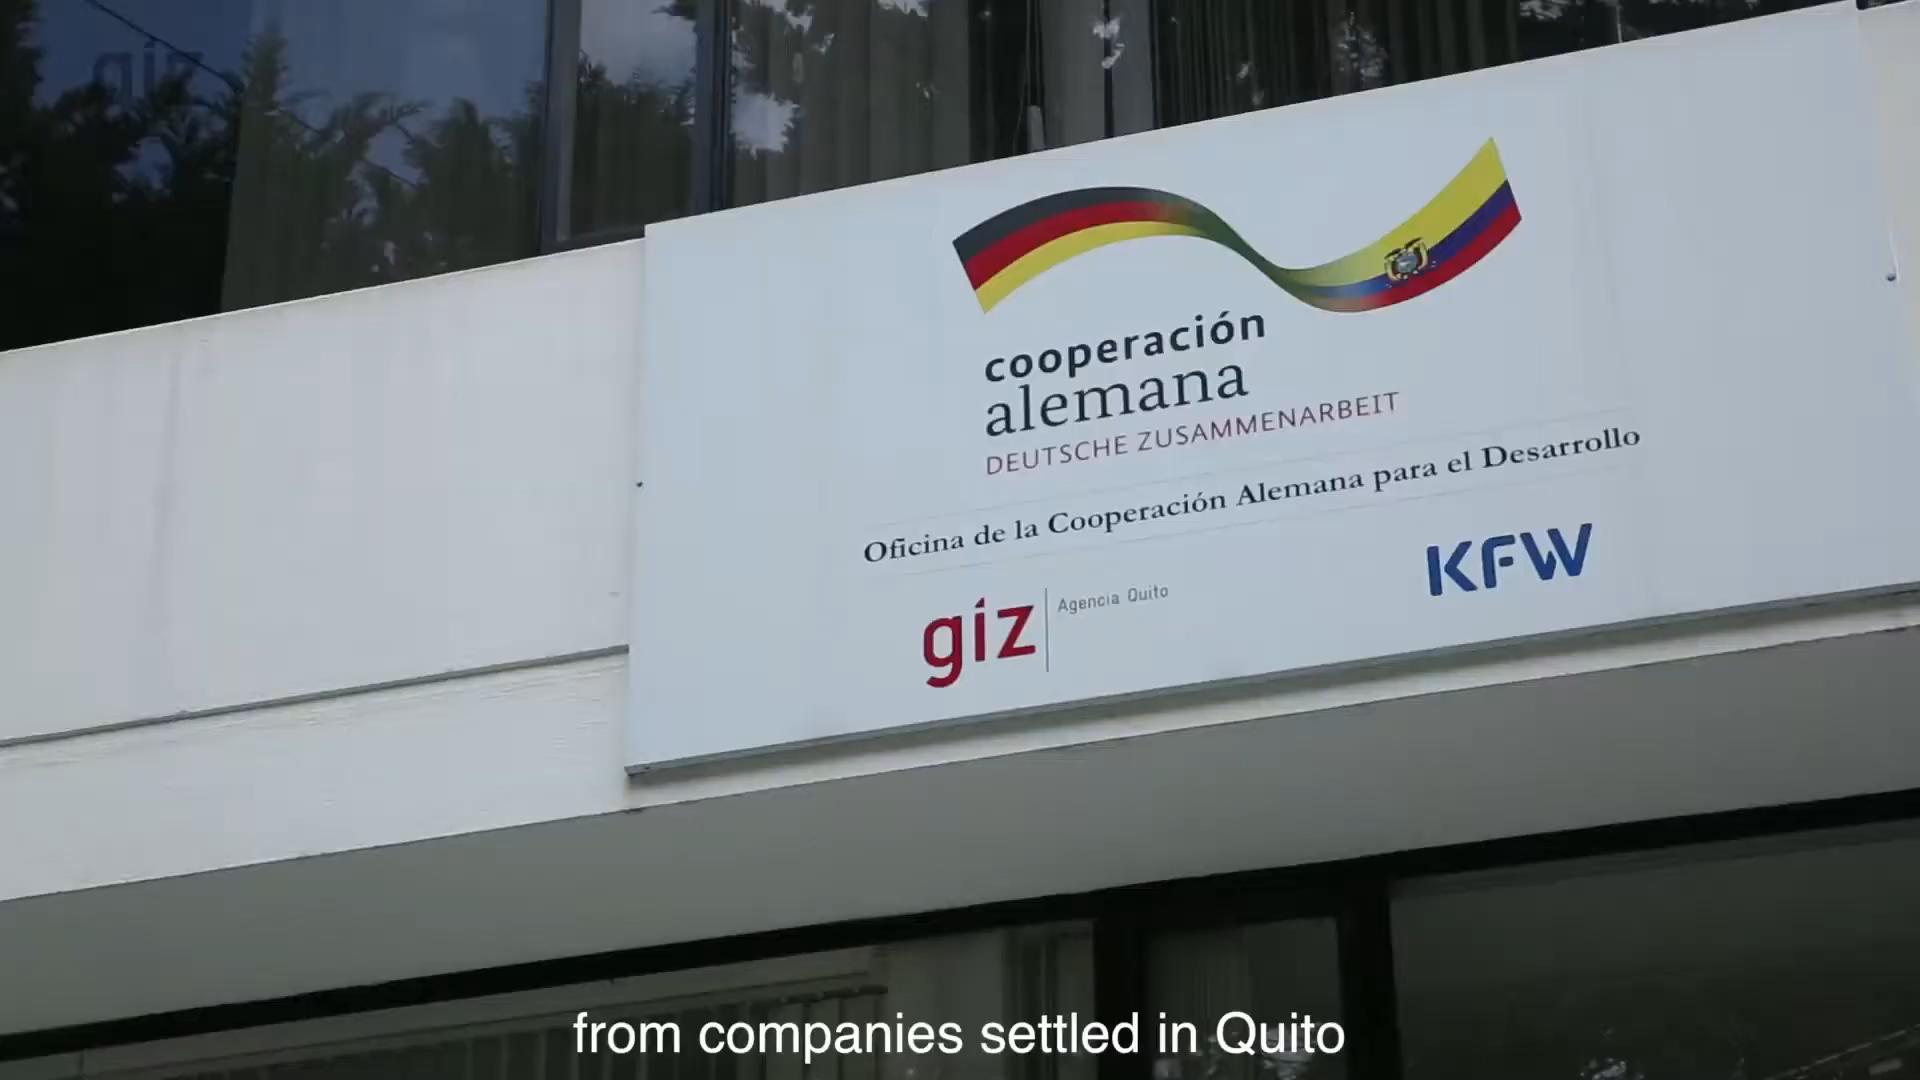 giz
cooperación
alemana
DEUTSCHE ZUSAMMENARBEIT
Oficina de la Cooperación Alemana para el Desarrollo
giz Agencia Quito
KFW
from companies settled in Quito